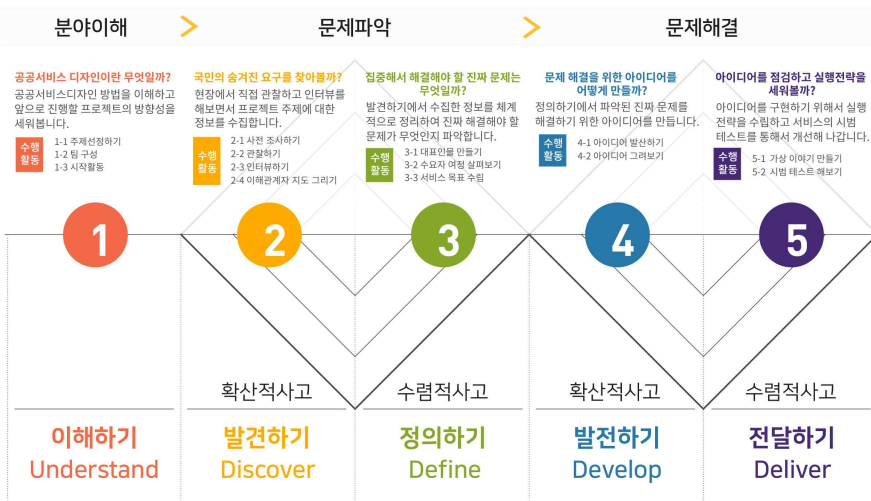 분야이해
문제파악
문제해결
공공서비스 디자인이란 무엇일까?
공공서비스디자인 방법을 이해하고
앞으로 진행할 프로젝트의 방향성을
세워봅니다.
수행
활동
1-1 주제선정하기
1-2 팀 구성
1-3 시작활동
국민의 숨겨진 요구를 찾아볼까?
현장에서 직접 관찰하고 인터뷰를
해보면서 프로젝트 주제에 대한
정보를 수집합니다.
수행
활동
2-1 사전 조사하기
2-2 관찰하기
2-3 인터뷰하기
2-4 이해관계자 지도 그리기
집중해서 해결해야 할 진짜 문제는
무엇일까?
발견하기에서 수집한 정보를 체계
적으로 정리하여 진짜 해결해야 할
문제가 무엇인지 파악합니다.
수행
활동
3-1 대표인물 만들기
3-2 수요자 여정 살펴보기
3-3 서비스 목표 수립
문제 해결을 위한 아이디어를
어떻게 만들까?
정의하기에서 파악된 진짜 문제를
해결하기 위한 아이디어를 만듭니다.
수행
활동
4-1 아이디어 발산하기
4-2 아이디어 그려보기
아이디어를 점검하고 실행전략을
세워볼까?
아이디어를 구현하기 위해서 실행
전략을 수립하고 서비스의 시범
테스트를 통해서 개선해 나갑니다.
수행
활동
5-1 가상 이야기 만들기
5-2 시범 테스트 해보기
1
2
3
4
5
확산적사고
수렴적사고
확산적사고
수렴적사고
이해하기
Understand
발견하기
Discover
정의하기
Define
발전하기
Develop
전달하기
Deliver